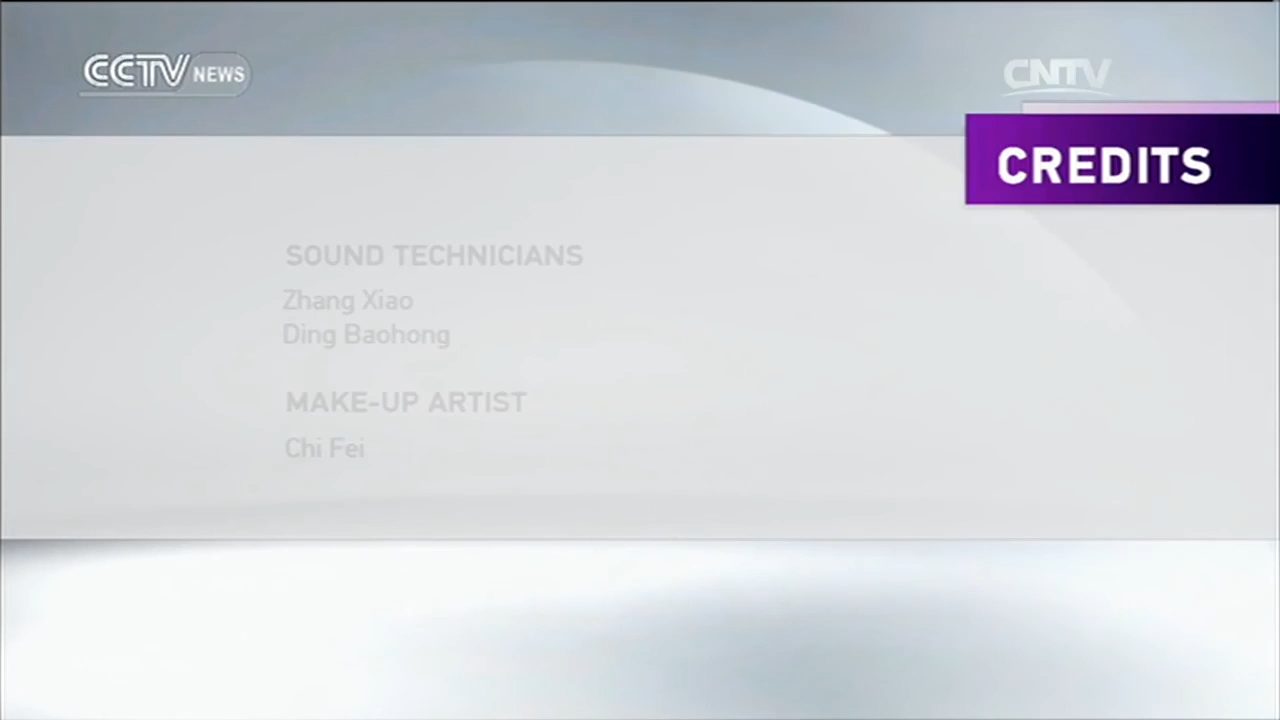 CCTV NEWS
CNTV
CREDITS
SOUND TECHNICIANS
Zhang Xiao
Ding Baohong
MAKE-UP ARTIST
Chi Fei